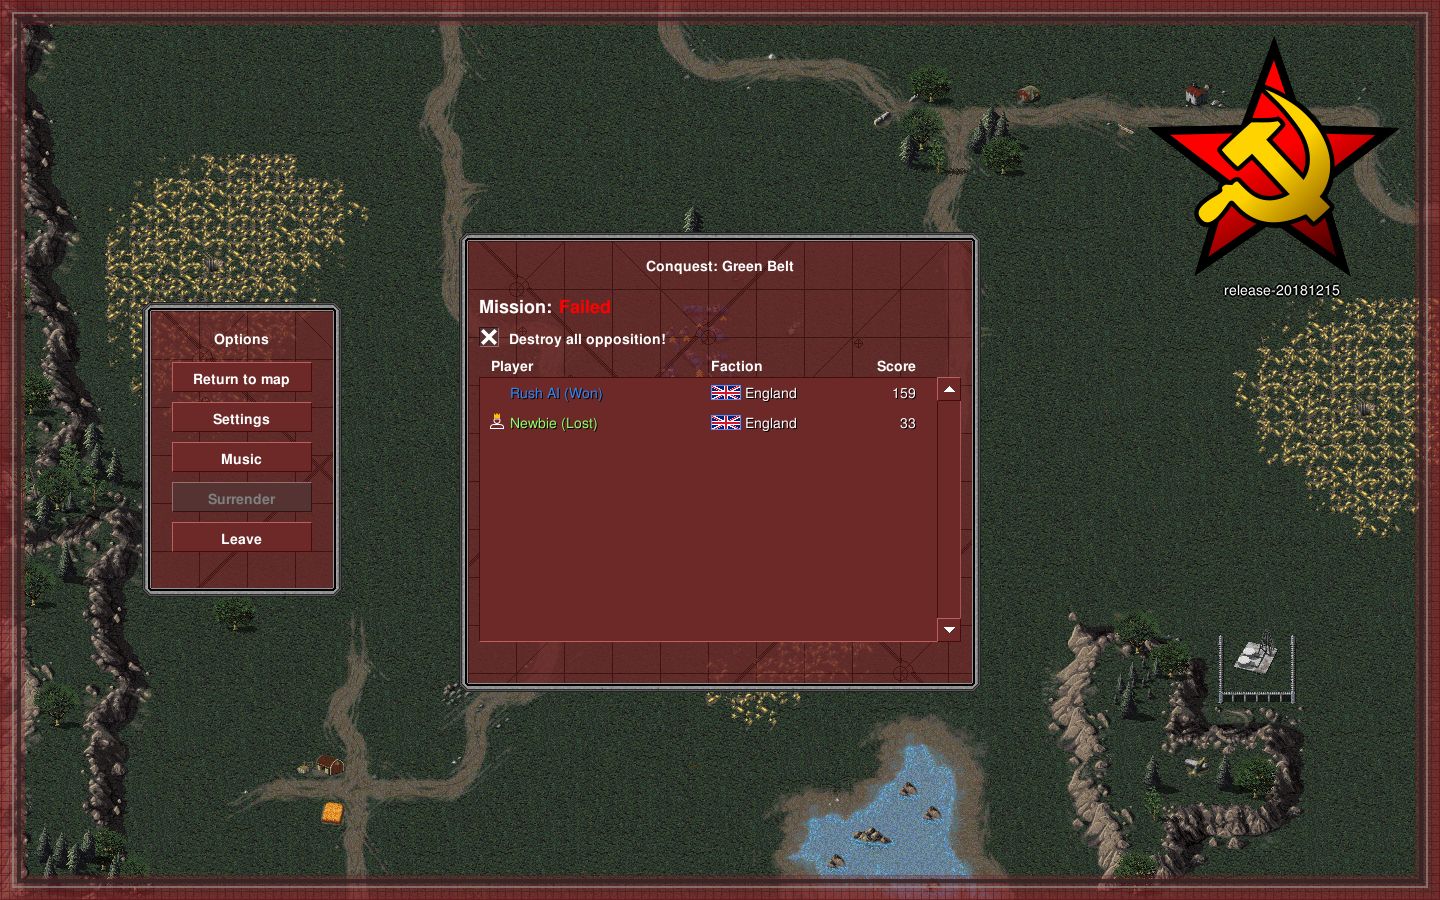 release-20181215
Conquest: Green Belt
Mission: Failed
Destroy all opposition!
Player Faction Score
Rush AI (Won) England 159
Newbie (Lost) England 33
Options
Return to map
Settings
Music
Surrender
Leave